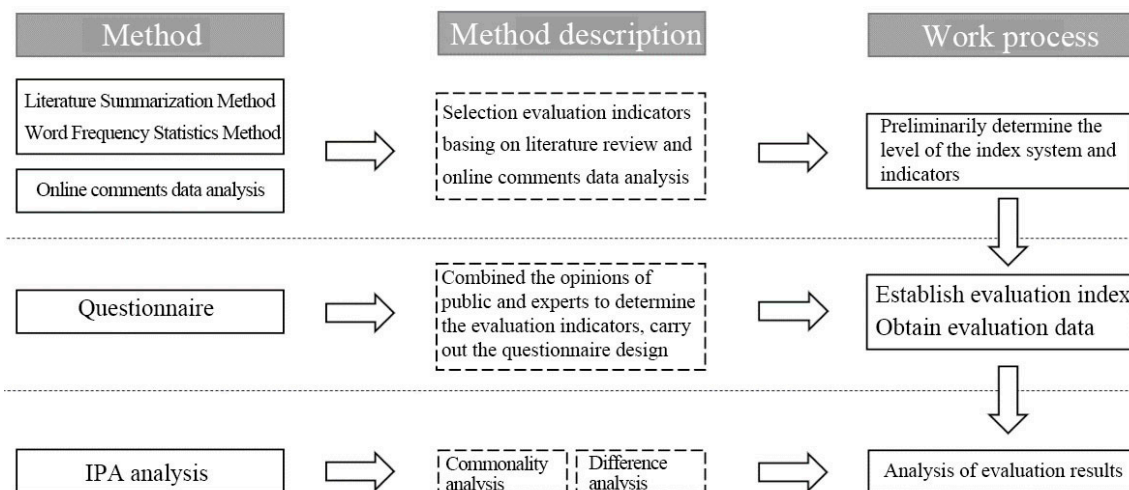 Method
Method description
Work process
Literature Summarization Method
Word Frequency Statistics Method
Online comments data analysis
Selection evaluation indicators
basing on literature review and
online comments data analysis
Preliminarily determine the
level of the index system and
indicators
Questionnaire
Combined the opinions of
public and experts to determine
the evaluation indicators, carry
out the questionnaire design
Establish evaluation index
Obtain evaluation data
IPA analysis
Commonality
analysis
Difference
analysis
Analysis of evaluation results